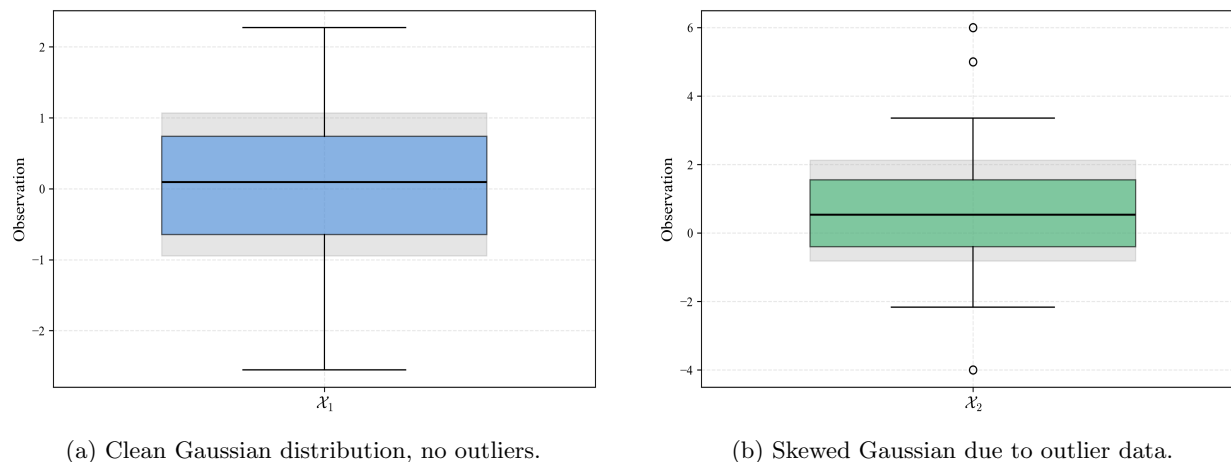 Observation
2
1
0
−1
−2
𝒳₁
(a) Clean Gaussian distribution, no outliers.
Observation
6
4
2
0
−2
−4
𝒳₂
(b) Skewed Gaussian due to outlier data.